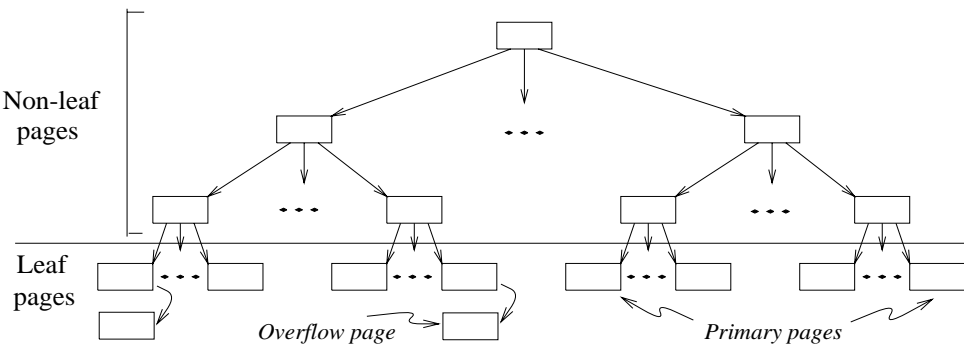 Non-leaf
pages
Leaf
pages
Overflow page
Primary pages